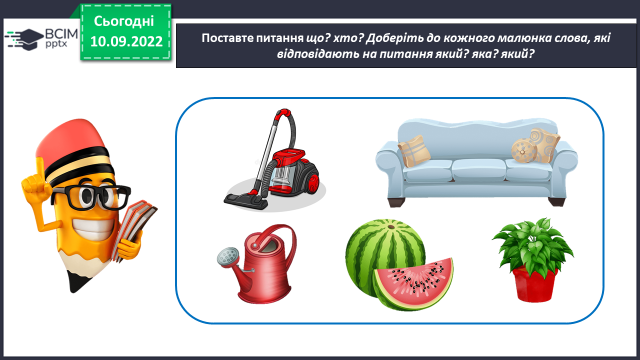 ВСІМ
pptx
Сьогодні
10.09.2022
Поставте питання що? хто? Доберіть до кожного малюнка слова, які
відповідають на питання який? яка? який?